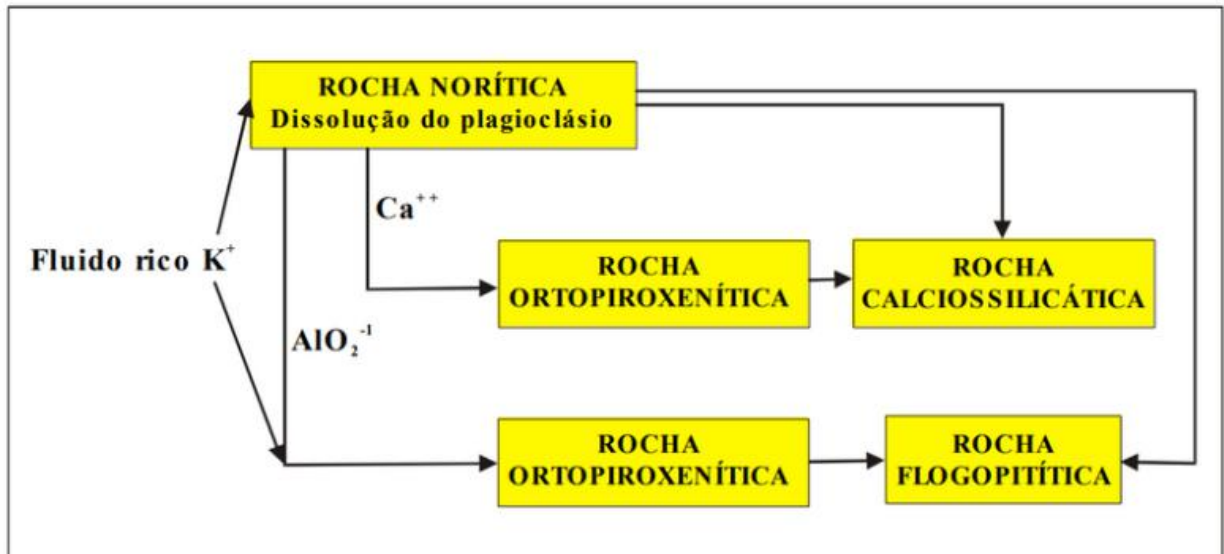 ROCHA NORÍTICA
Dissolução do plagioclásio
Ca⁺⁺
Fluido rico K⁺
ROCHA
ORTOPIROXENÍTICA
ROCHA
CALCIOSSILICÁTICA
AlO₂⁻¹
ROCHA
ORTOPIROXENÍTICA
ROCHA
FLOGOPITÍTICA